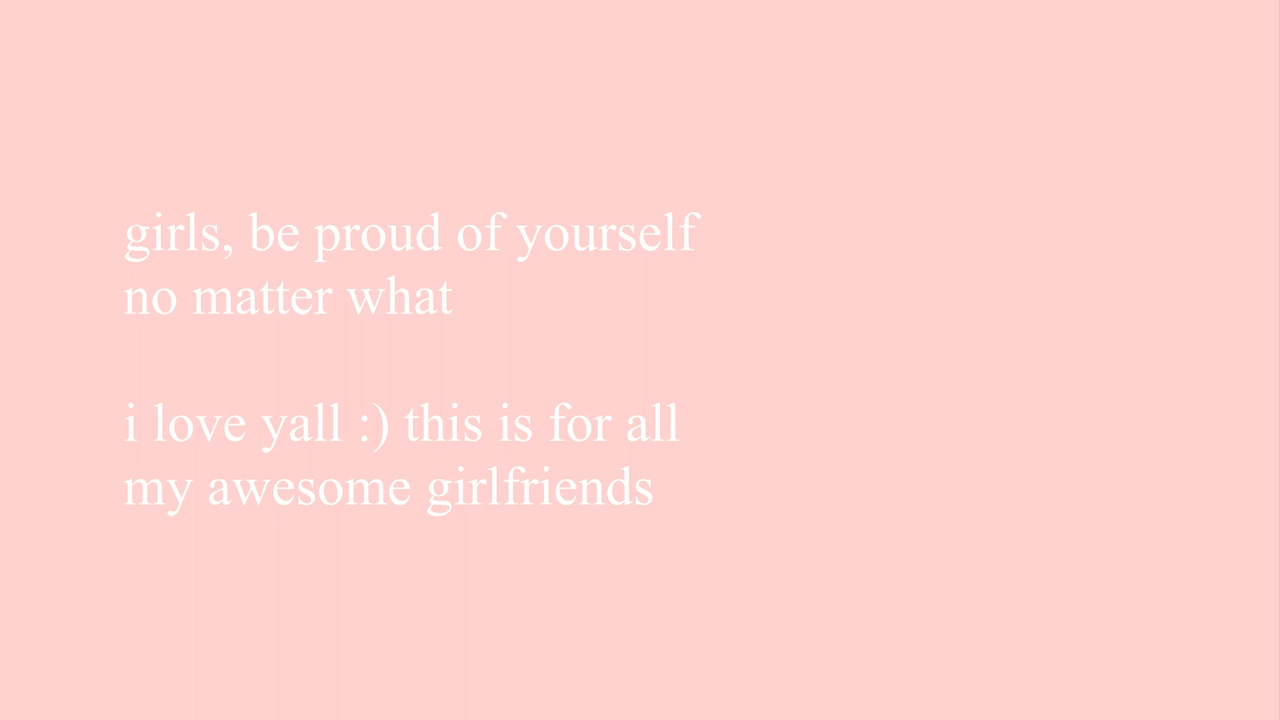 girls, be proud of yourself
no matter what
i love yall :) this is for all
my awesome girlfriends